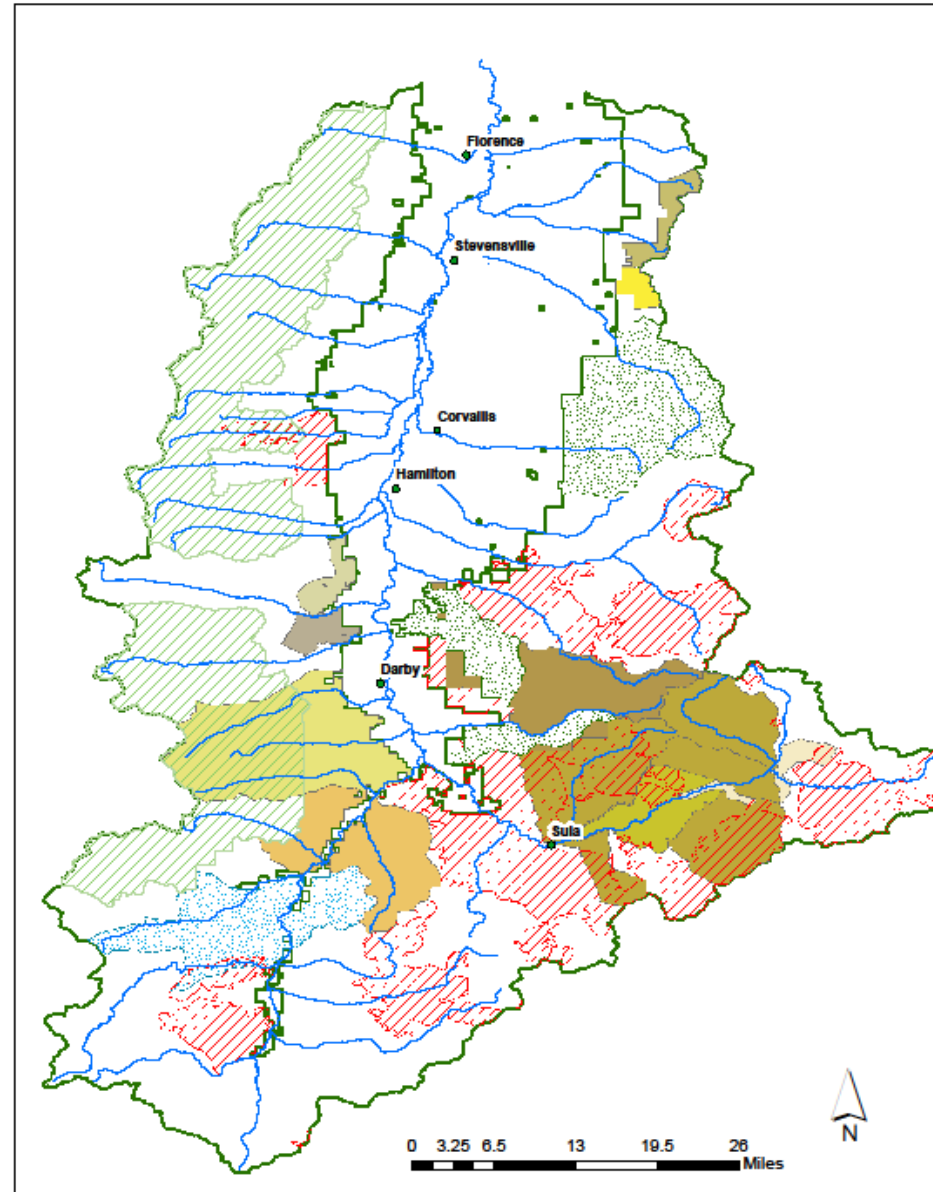 Florence
Stevensville
Corvallis
Hamilton
Darby
Sula
N
0 3.25 6.5 13 19.5 26
Miles